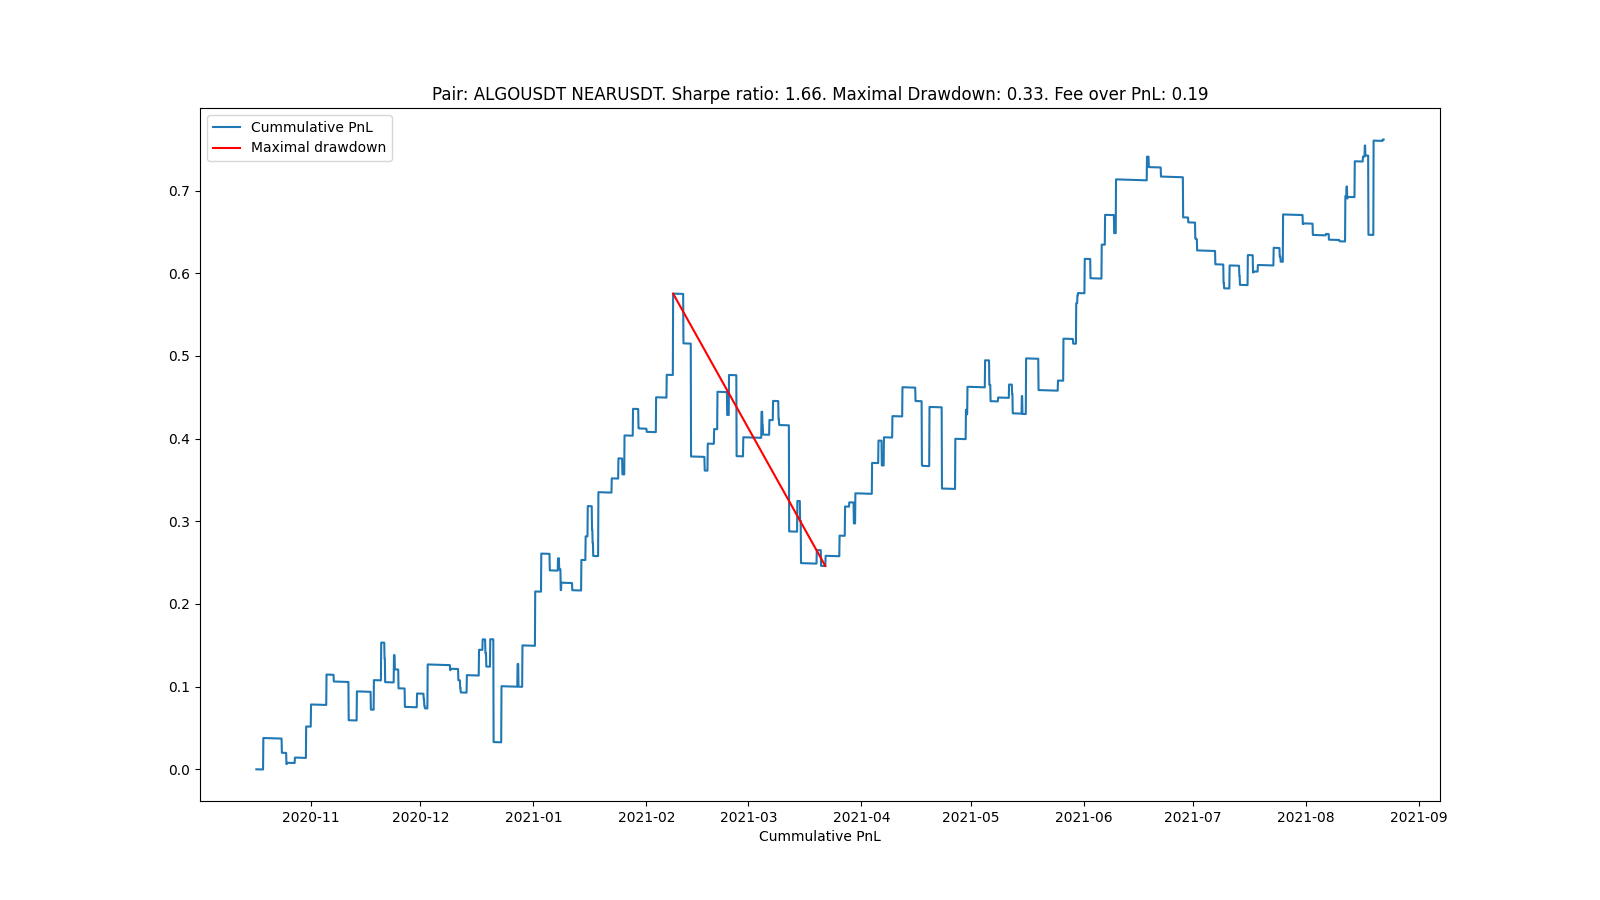 Pair: ALGOUSDT NEARUSDT. Sharpe ratio: 1.66. Maximal Drawdown: 0.33. Fee over PnL: 0.19
Cummulative PnL
Maximal drawdown
0.7
0.6
0.5
0.4
0.3
0.2
0.1
0.0
2020-11 2020-12 2021-01 2021-02 2021-03 2021-04 2021-05 2021-06 2021-07 2021-08 2021-09
Cummulative PnL